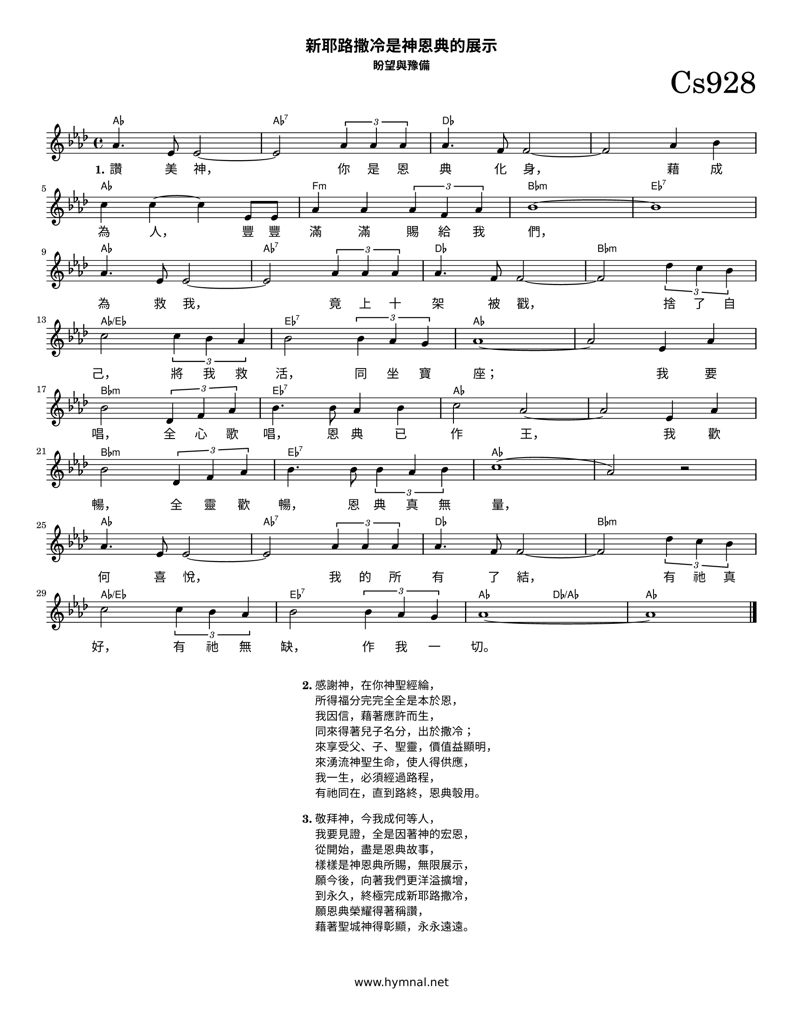 新耶路撒冷是神恩典的展示
盼望與豫備
Cs928
A♭ A♭7 3 D♭
1. 讚 美 神， 你 是 恩 典 化 身， 藉 成
5 A♭ Fm 3 B♭m E♭7
為 人， 豐 豐 滿 滿 賜 給 我 們，
9 A♭ A♭7 3 D♭ B♭m 3
為 救 我， 竟 上 十 架 被 戳， 捨 了 自
13 A♭/E♭ 3 E♭7 3 A♭
己， 將 我 救 活， 同 坐 寶 座； 我 要
17 B♭m 3 E♭7 A♭
唱， 全 心 歌 唱， 恩 典 已 作 王， 我 歡
21 B♭m 3 E♭7 3 A♭
暢， 全 靈 歡 暢， 恩 典 真 無 量，
25 A♭ A♭7 3 D♭ B♭m 3
何 喜 悅， 我 的 所 有 了 結， 有 祂 真
29 A♭/E♭ 3 E♭7 3 A♭ D♭/A♭ A♭
好， 有 祂 無 缺， 作 我 一 切。
2. 感謝神，在你神聖經綸，
所得福分完完全全是本於恩，
我因信，藉著應許而生，
同來得著兒子名分，出於撒冷；
來享受父、子、聖靈，價值益顯明，
來湧流神聖生命，使人得供應，
我一生，必須經過路程，
有祂同在，直到路終，恩典彀用。
3. 敬拜神，今我成何等人，
我要見證，全是因著神的宏恩，
從開始，盡是恩典故事，
樣樣是神恩典所賜，無限展示，
願今後，向著我們更洋溢擴增，
到永久，終極完成新耶路撒冷，
願恩典榮耀得著稱讚，
藉著聖城神得彰顯，永永遠遠。
www.hymnal.net